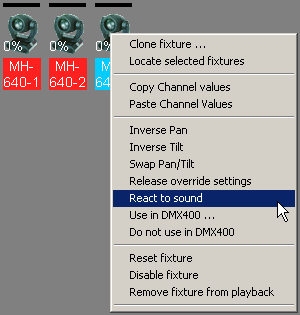 0% 0% 0%
MH-640-1 MH-640-2 MH-64
Clone fixture ...
Locate selected fixtures
Copy Channel values
Paste Channel Values
Inverse Pan
Inverse Tilt
Swap Pan/Tilt
Release override settings
React to sound
Use in DMX400 ...
Do not use in DMX400
Reset fixture
Disable fixture
Remove fixture from playback